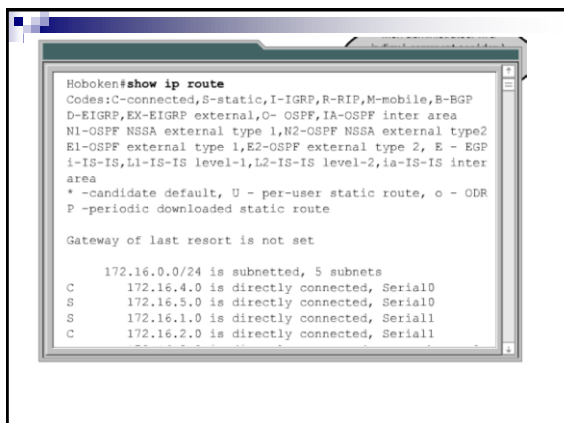 Hoboken#show ip route
Codes:C-connected,S-static,I-IGRP,R-RIP,M-mobile,B-BGP
D-EIGRP,EX-EIGRP external,O- OSPF,IA-OSPF inter area
N1-OSPF NSSA external type 1,N2-OSPF NSSA external type2
E1-OSPF external type 1,E2-OSPF external type 2, E - EGP
i-IS-IS,L1-IS-IS level-1,L2-IS-IS level-2,ia-IS-IS inter
area
* -candidate default, U - per-user static route, o - ODR
P -periodic downloaded static route
Gateway of last resort is not set
172.16.0.0/24 is subnetted, 5 subnets
C 172.16.4.0 is directly connected, Serial0
S 172.16.5.0 is directly connected, Serial0
S 172.16.1.0 is directly connected, Serial1
C 172.16.2.0 is directly connected, Serial1